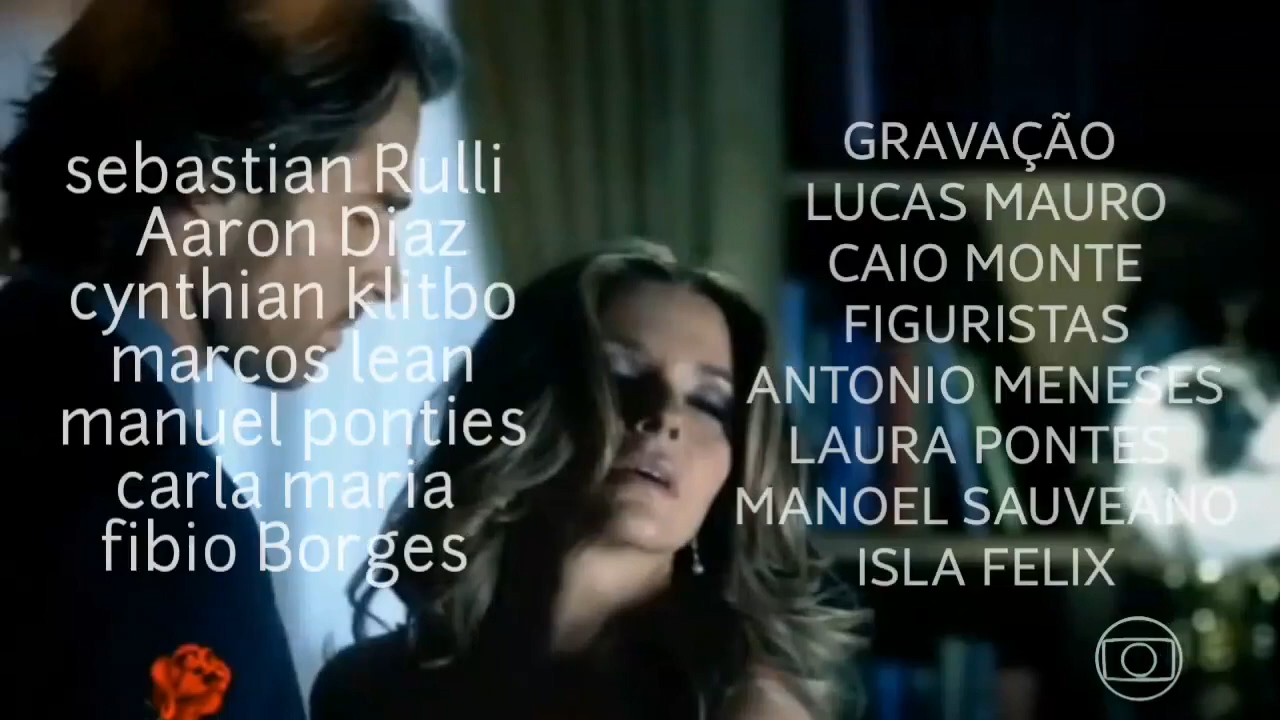 sebastian Rulli
Aaron Diaz
cynthian klitbo
marcos lean
manuel ponties
carla maria
fibio Borges
GRAVAÇÃO
LUCAS MAURO
CAIO MONTE
FIGURISTAS
ANTONIO MENESES
LAURA PONTES
MANOEL SAUVEANO
ISLA FELIX